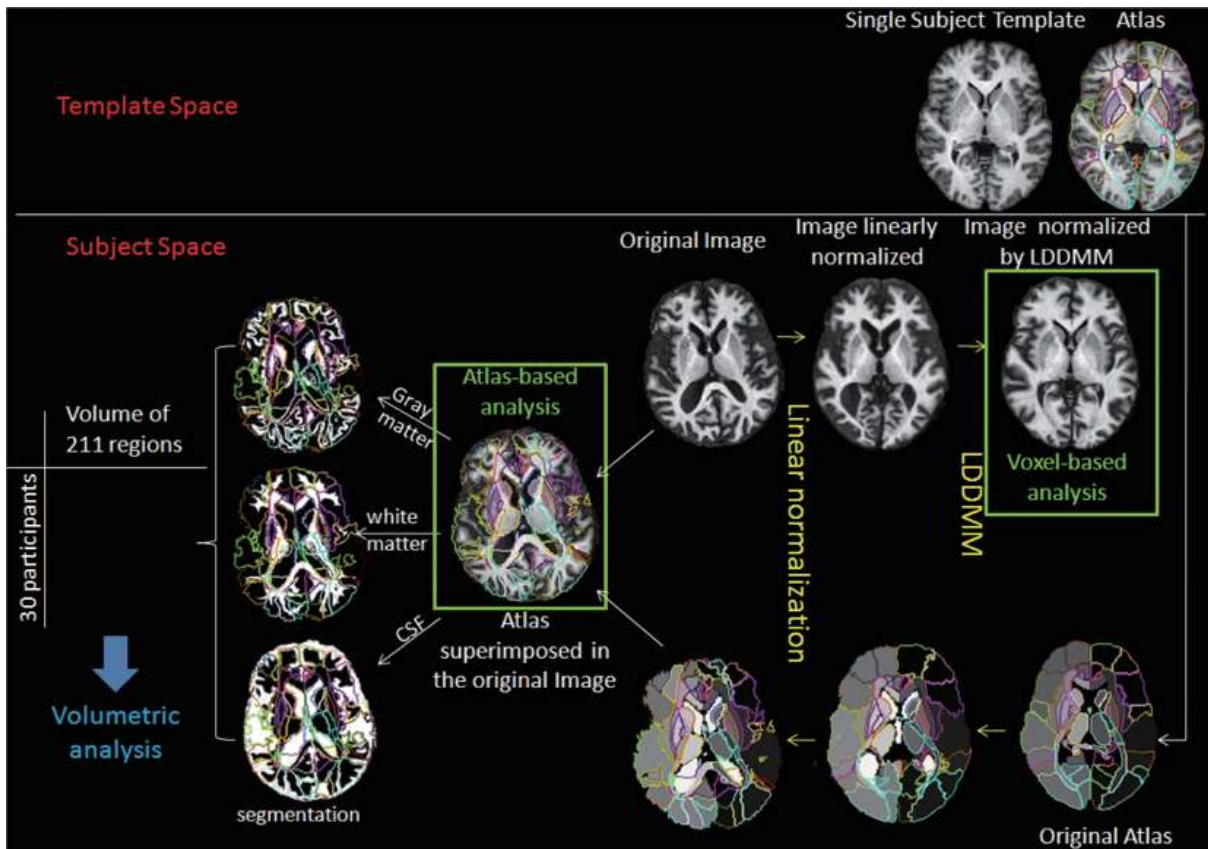 Single Subject Template
Atlas
Template Space
Subject Space
Original Image
Image linearly
normalized
Image normalized
by LDDMM
Atlas-based
analysis
Gray
matter
Volume of
211 regions
Linear normalization
LDDMM
Voxel-based
analysis
30 participants
white
matter
CSF
Atlas
superimposed in
the original Image
Volumetric
analysis
segmentation
Original Atlas